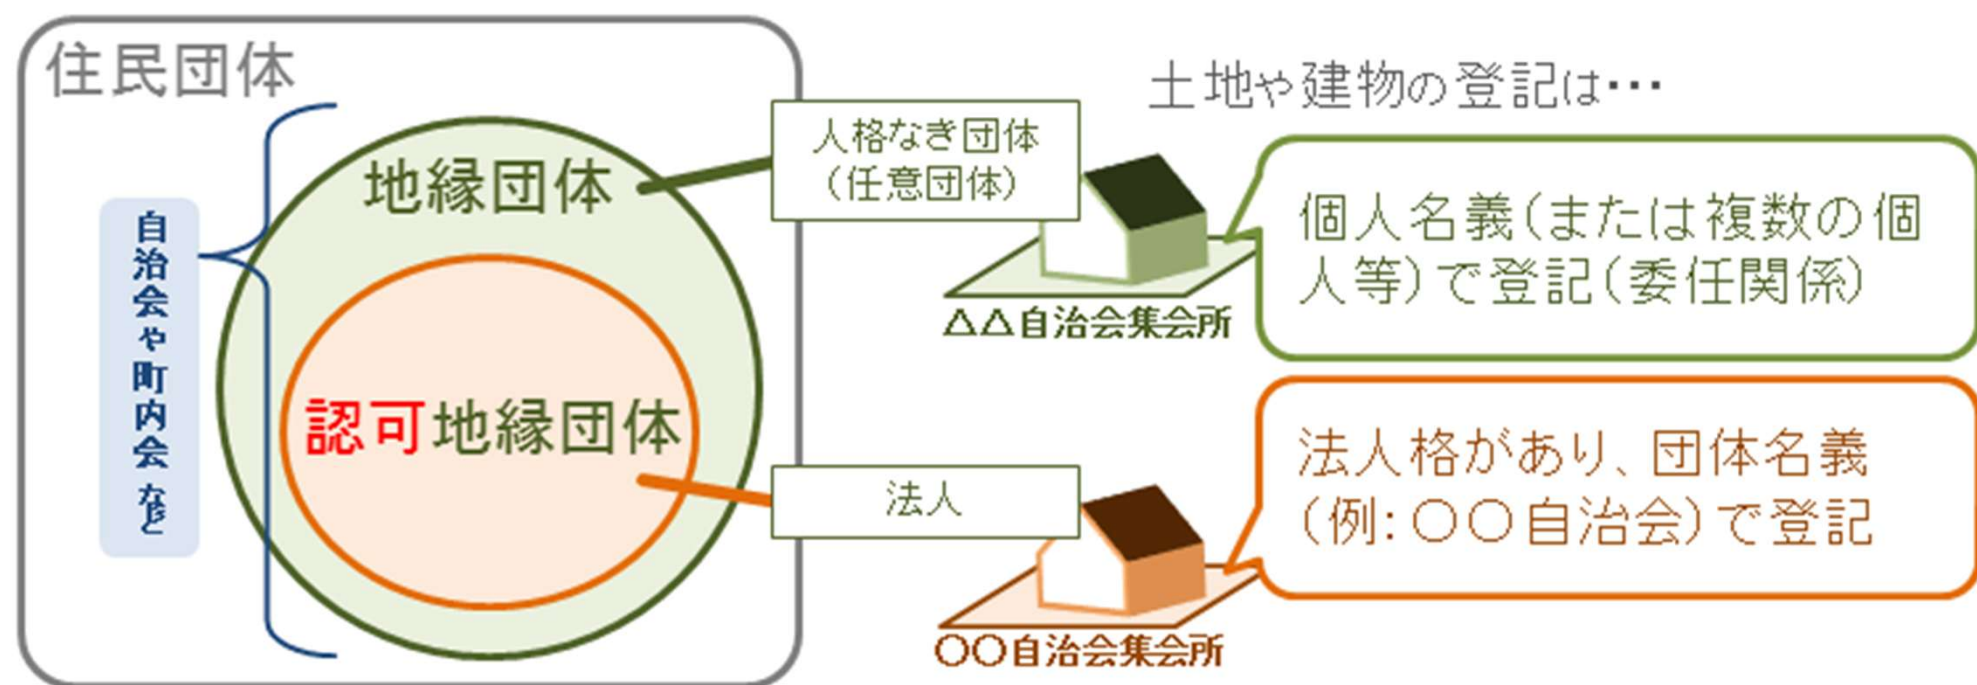 住民団体
自治会や町内会など
地縁団体
認可地縁団体
人格なき団体
（任意団体）
法人
土地や建物の登記は…
個人名義（または複数の個
人等）で登記（委任関係）
△△自治会集会所
法人格があり、団体名義
（例：〇〇自治会）で登記
〇〇自治会集会所